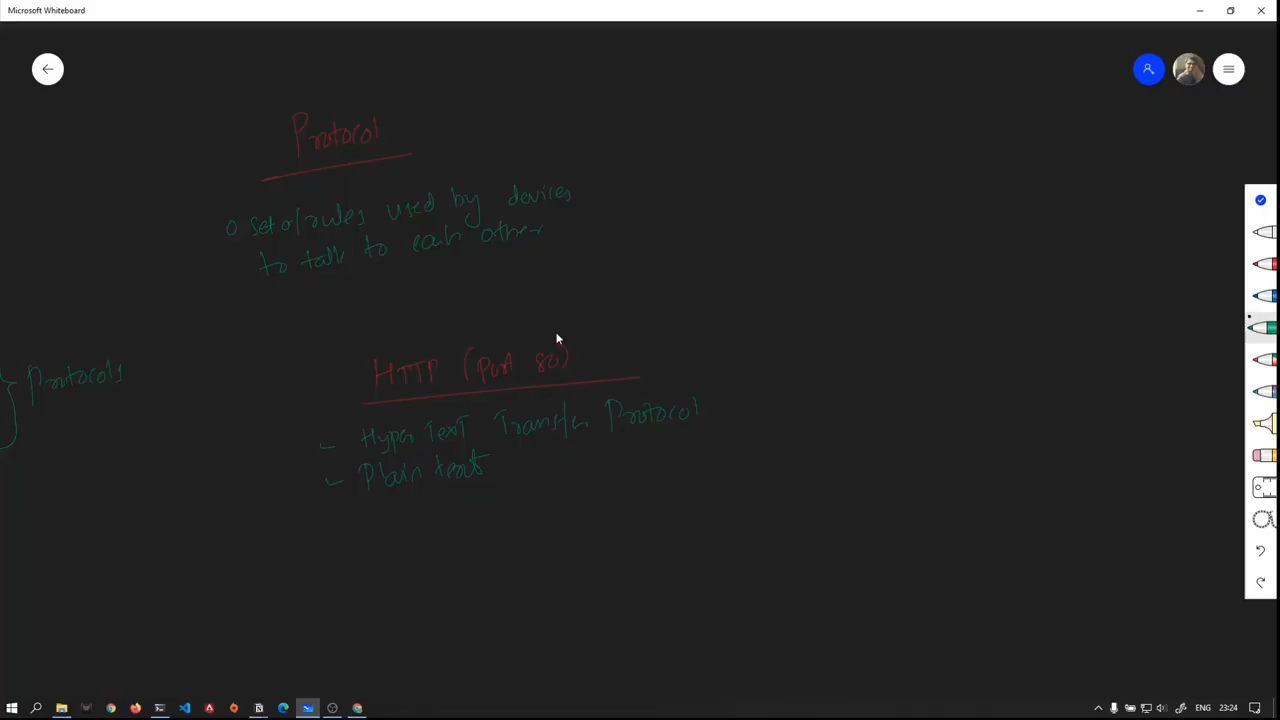 Microsoft Whiteboard
Protocol
o set of rules used by devices
to talk to each other
} Protocols
HTTP (Port 80)
- Hyper Text Transfer Protocol
- Plain text
ENG
23:24